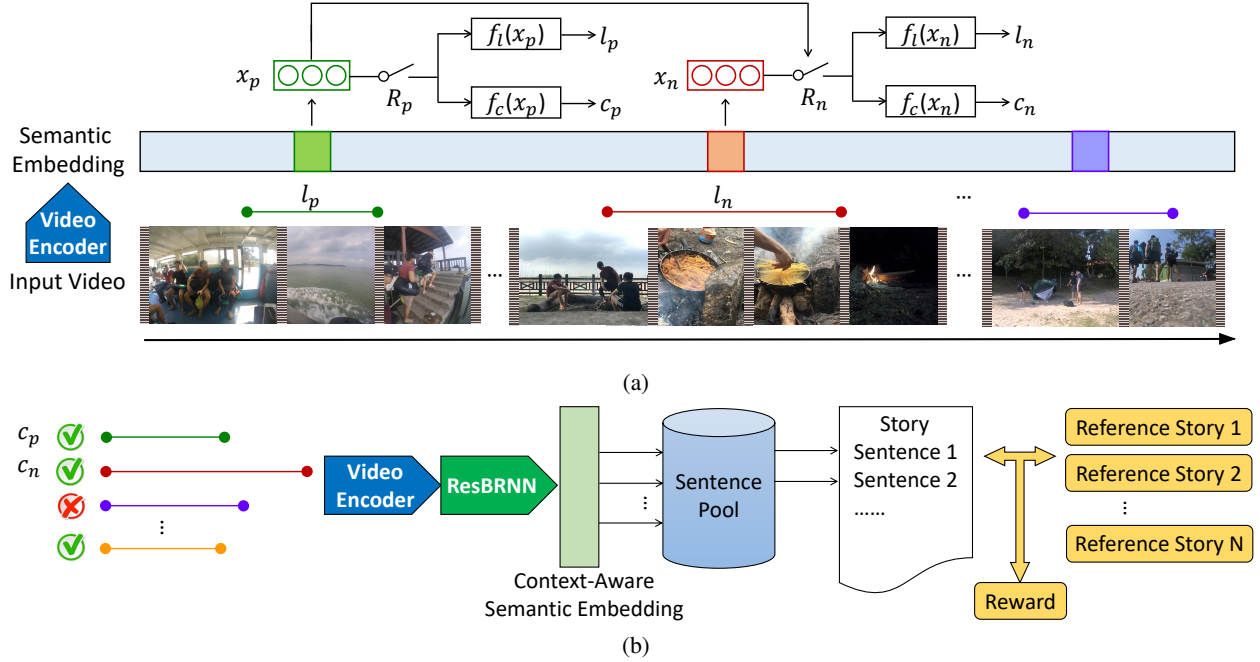 f_l(x_p)
l_p
f_l(x_n)
l_n
x_p
R_p
x_n
R_n
f_c(x_p)
c_p
f_c(x_n)
c_n
Semantic
Embedding
l_p
l_n
...
Video
Encoder
Input Video
...
...
(a)
c_p
c_n
...
Video
Encoder
ResBRNN
Context-Aware
Semantic Embedding
...
Sentence
Pool
Story
Sentence 1
Sentence 2
......
Reference Story 1
Reference Story 2
...
Reference Story N
Reward
(b)